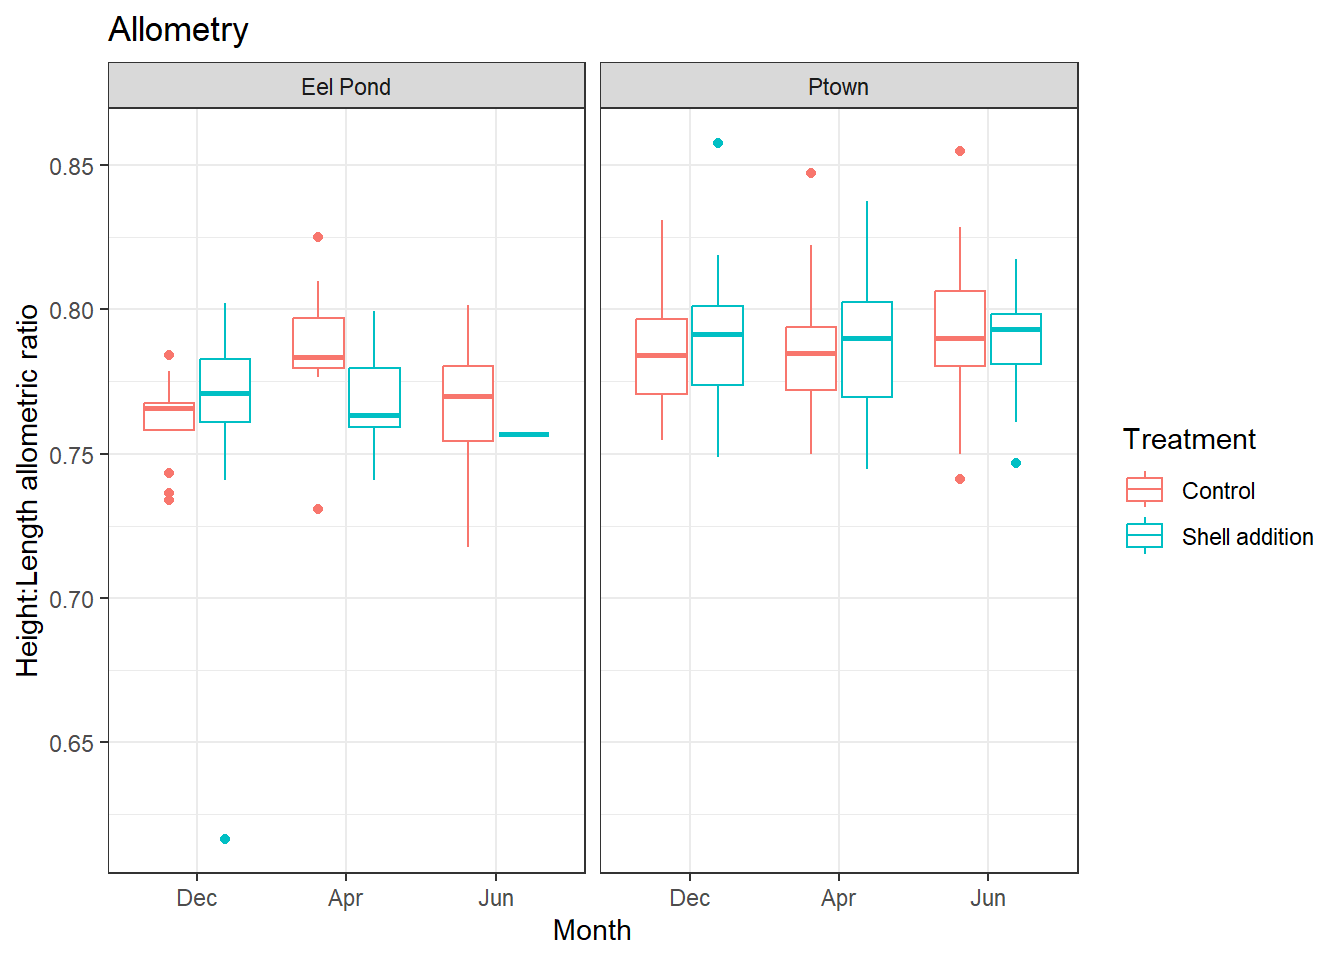 Allometry
Eel Pond
Ptown
0.85
0.80
0.75
0.70
0.65
Height:Length allometric ratio
Dec
Apr
Jun
Dec
Apr
Jun
Month
Treatment
Control
Shell addition